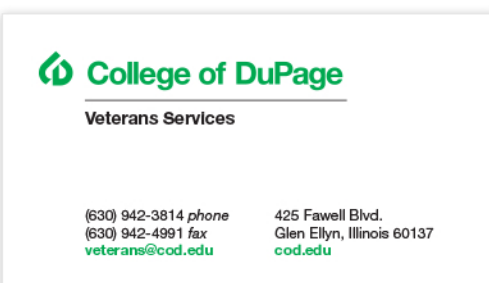 College of DuPage
Veterans Services
(630) 942-3814 phone
(630) 942-4991 fax
veterans@cod.edu
425 Fawell Blvd.
Glen Ellyn, Illinois 60137
cod.edu